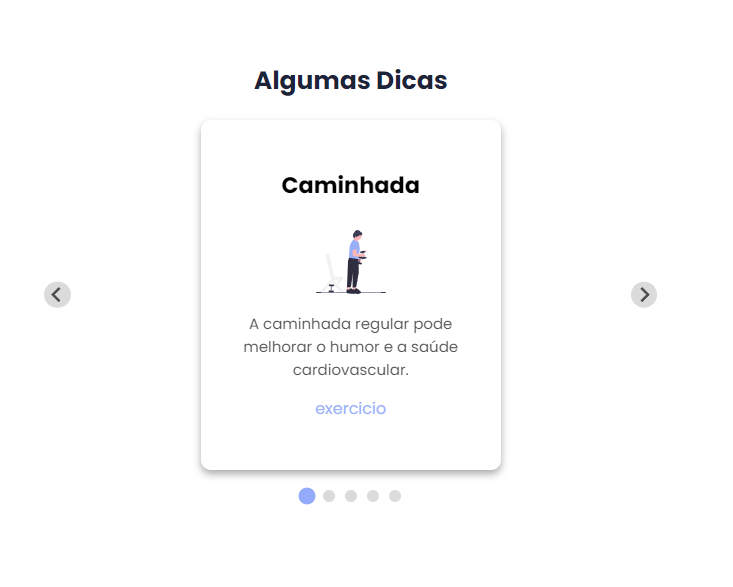 Algumas Dicas
Caminhada
A caminhada regular pode
melhorar o humor e a saúde
cardiovascular.
exercicio